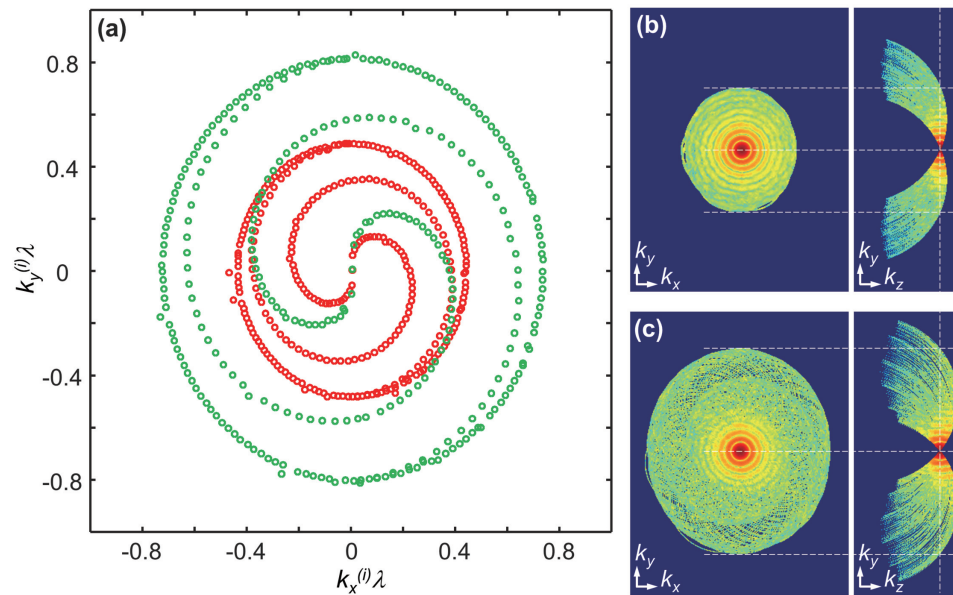 (a)
0.8
0.4
0
-0.4
-0.8
k_y^(i)λ
-0.8 -0.4 0 0.4 0.8
k_x^(i)λ
(b)
k_y
k_x
k_y
k_z
(c)
k_y
k_x
k_y
k_z